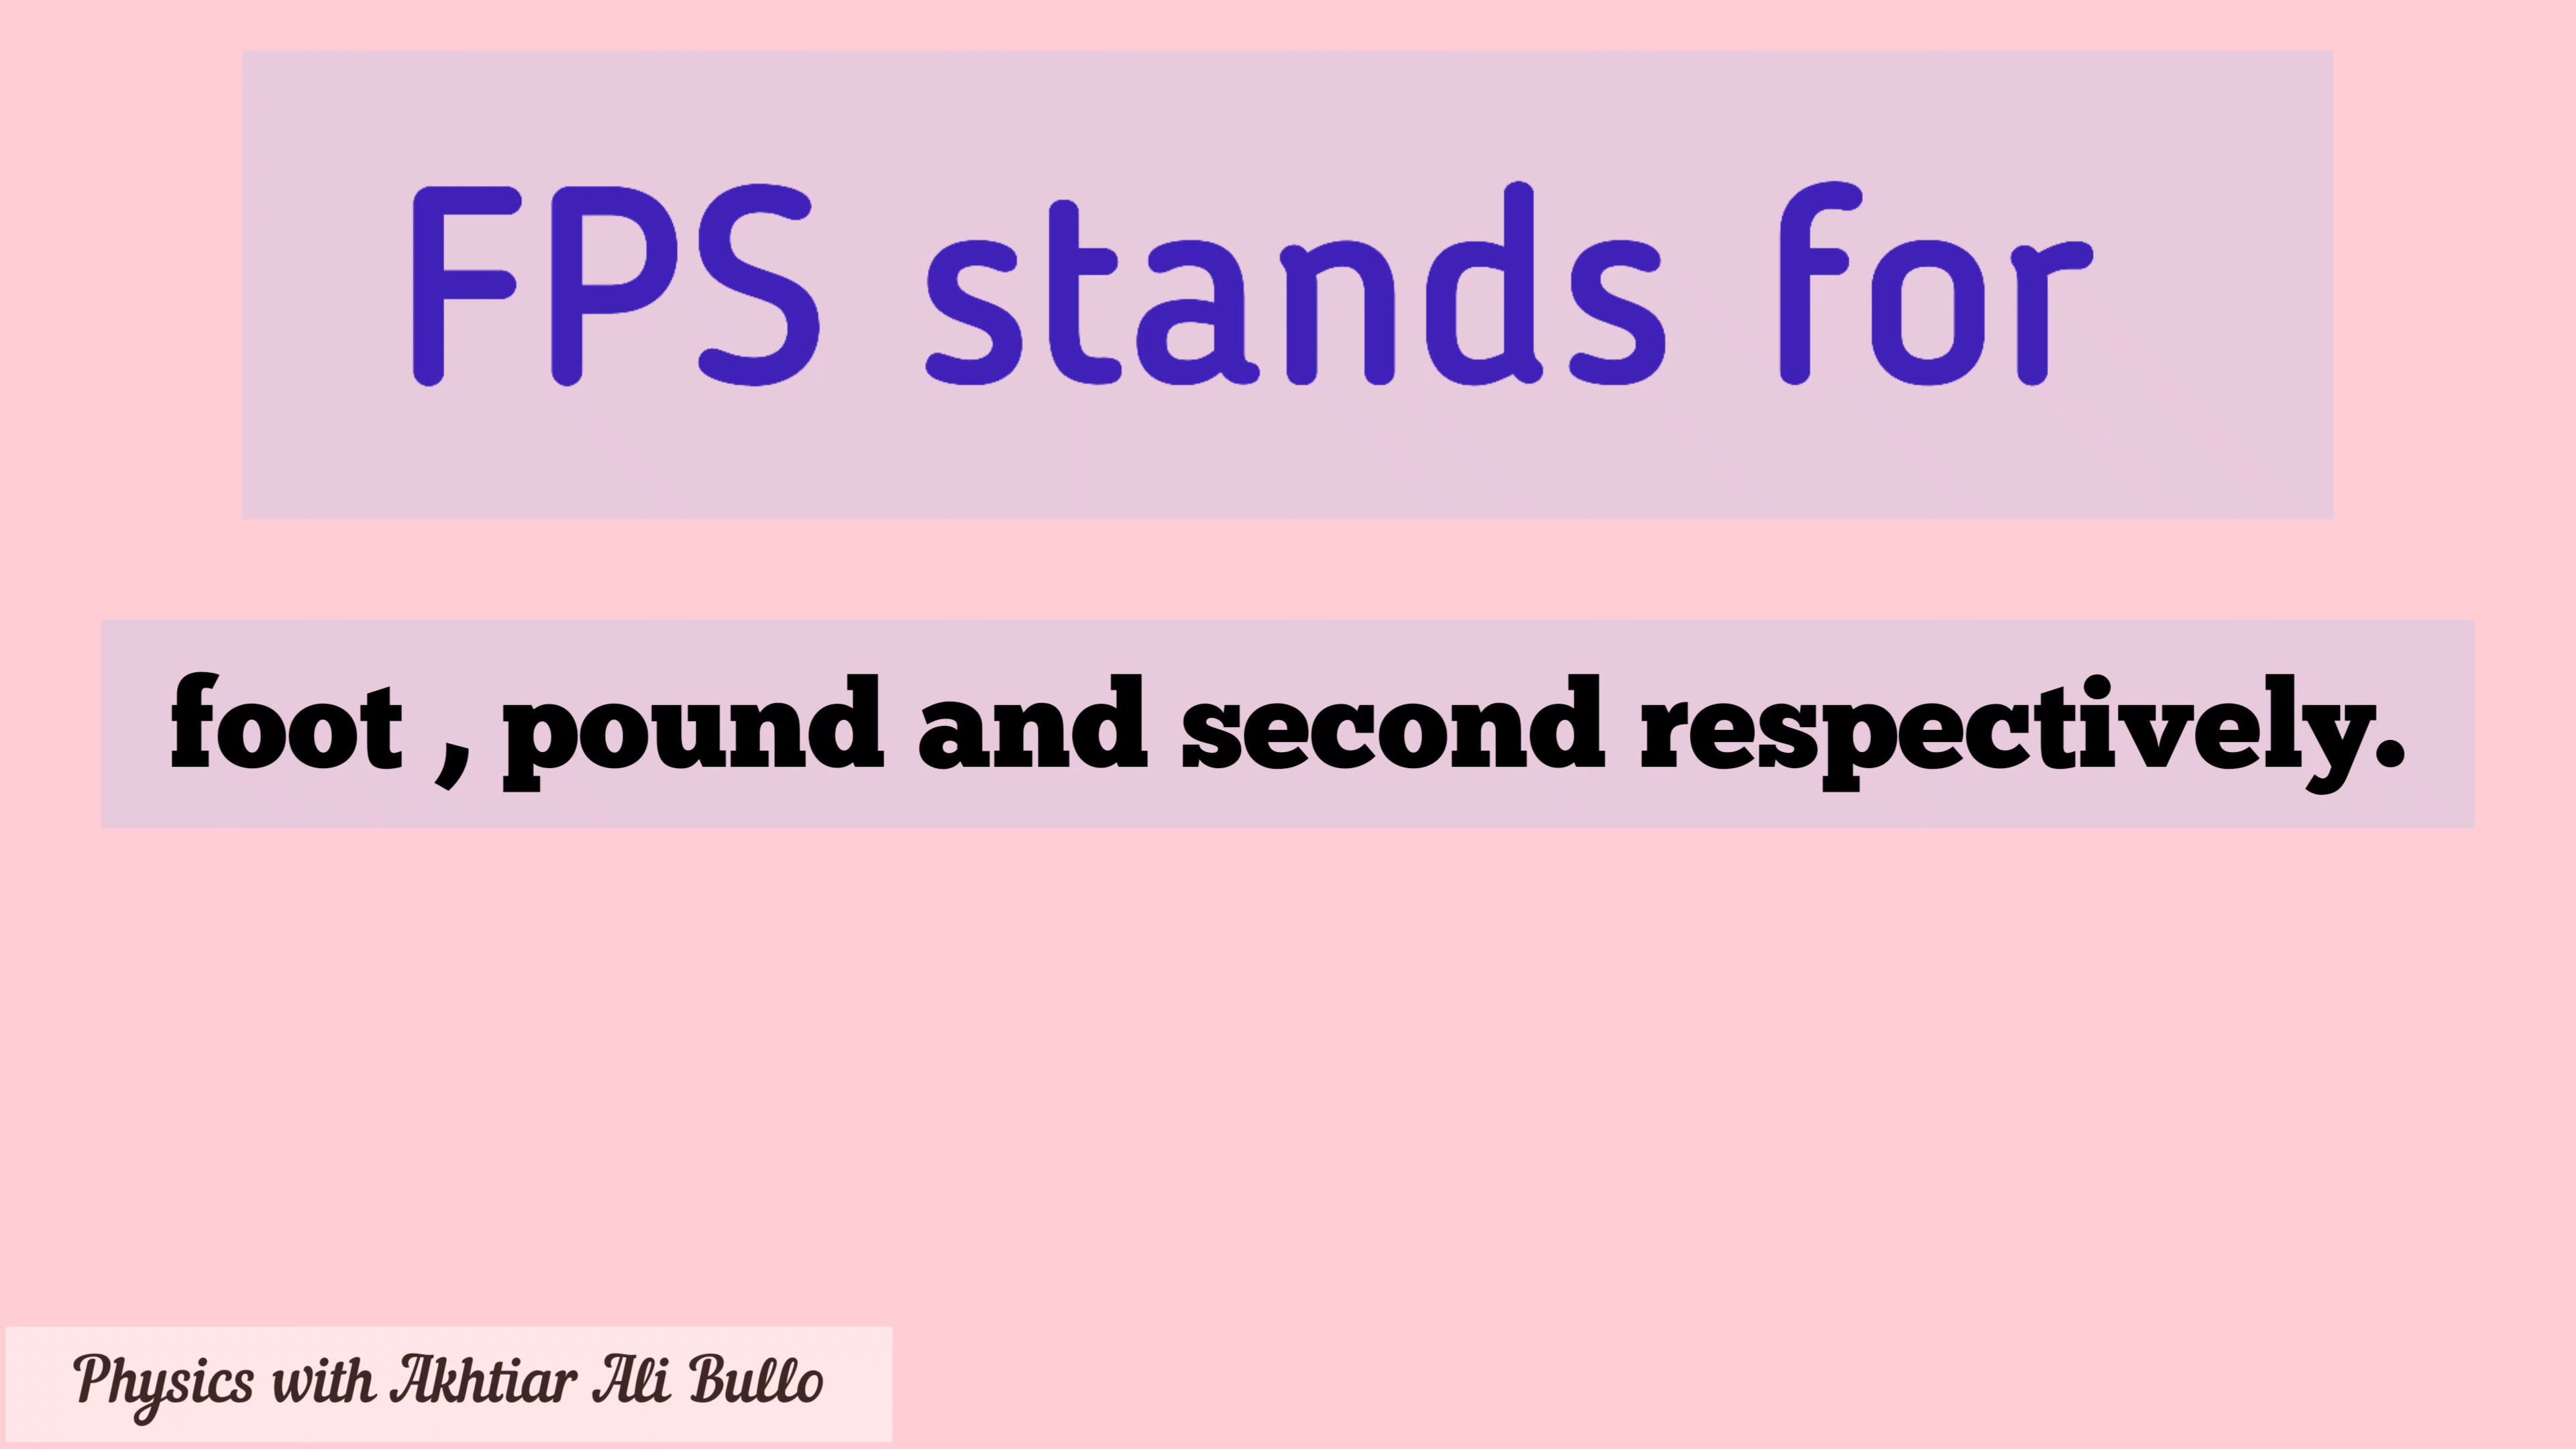 FPS stands for
foot , pound and second respectively.
Physics with Akhtiar Ali Bullo